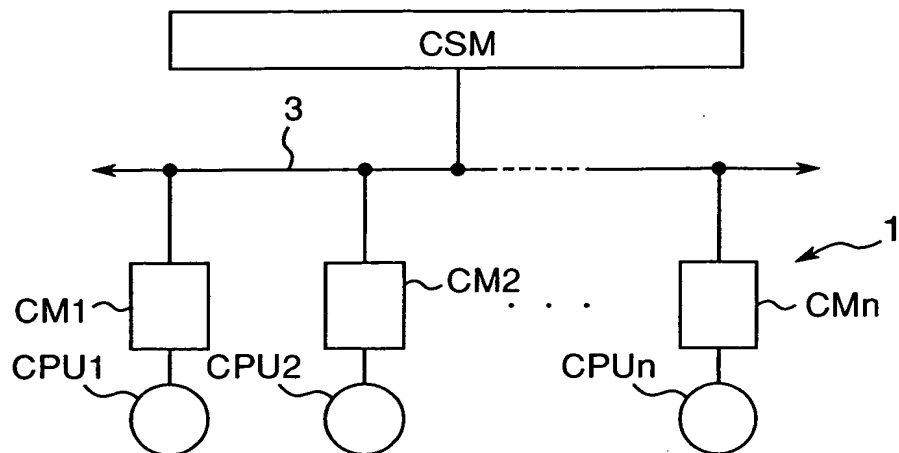 CSM
3
1
CM1
CM2
. . .
CMn
CPU1
CPU2
CPUn